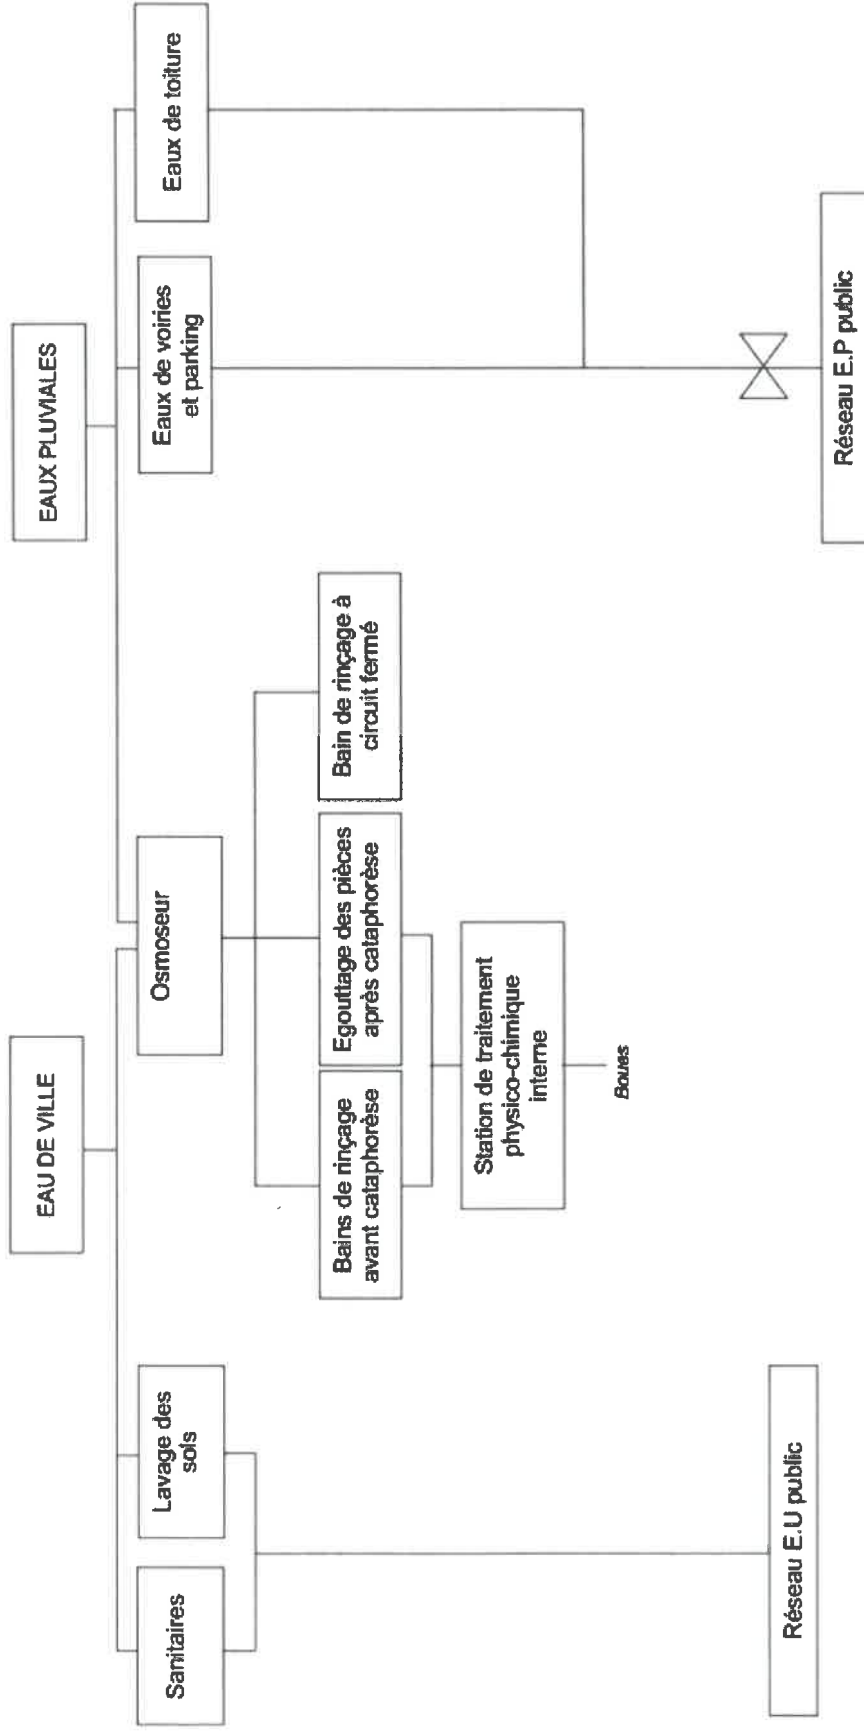 EAU DE VILLE
EAUX PLUVIALES
Sanitaires
Lavage des
sols
Osmoseur
Eaux de voiries
et parking
Eaux de toiture
Bains de rinçage
avant cataphorèse
Egouttage des pièces
après cataphorèse
Bain de rinçage à
circuit fermé
Station de traitement
physico-chimique
interne
Boues
Réseau E.U public
Réseau E.P public